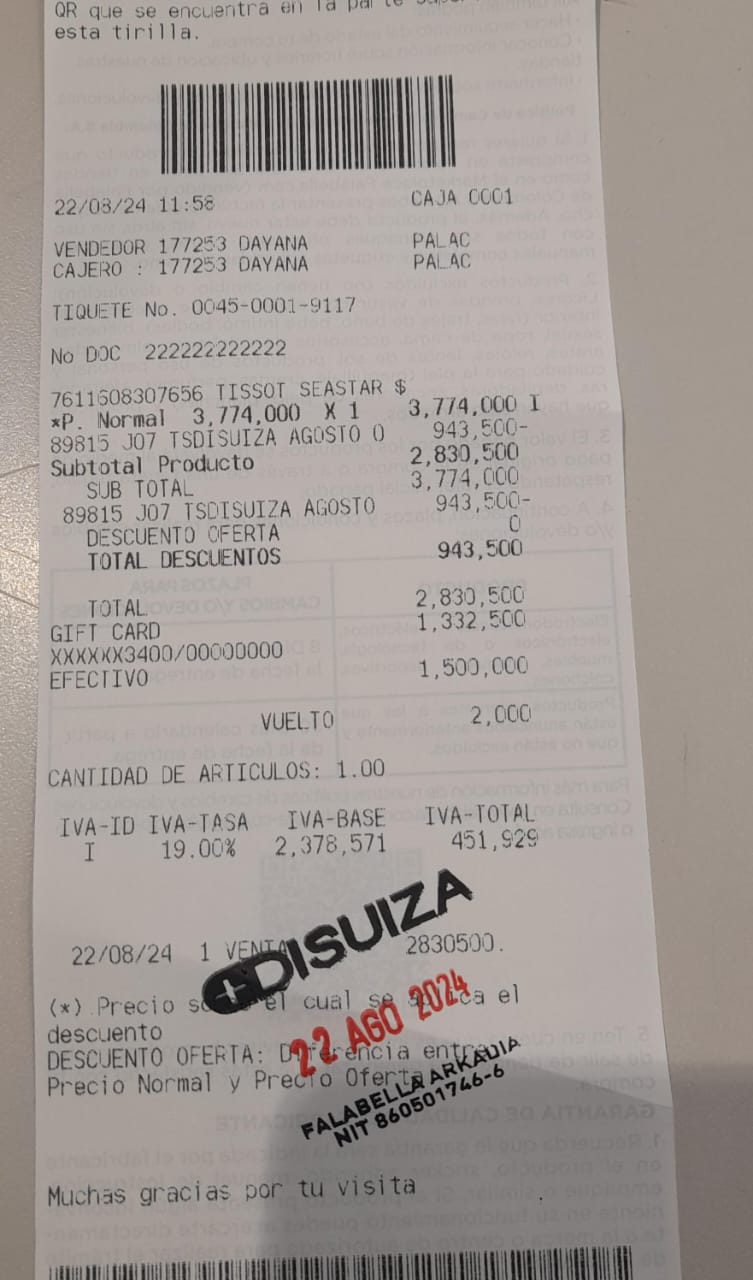 QR que se encuentra en la parte
esta tirilla.
22/08/24 11:58 CAJA 0001
VENDEDOR 177253 DAYANA PALAC
CAJERO : 177253 DAYANA PALAC
TIQUETE No. 0045-0001-9117
No DOC 222222222222
7611608307656 TISSOT SEASTAR $
*P. Normal 3,774,000 X 1 3,774,000 I
89815 J07 TSDISUIZA AGOSTO 0 943,500-
Subtotal Producto 2,830,500
SUB TOTAL 3,774,000
89815 J07 TSDISUIZA AGOSTO 943,500-
DESCUENTO OFERTA 0
TOTAL DESCUENTOS 943,500
TOTAL 2,830,500
GIFT CARD 1,332,500
XXXXXX3400/00000000
EFECTIVO 1,500,000
VUELTO 2,000
CANTIDAD DE ARTICULOS: 1.00
IVA-ID IVA-TASA IVA-BASE IVA-TOTAL
I 19.00% 2,378,571 451,929
DISUIZA
22/08/24 1 VENTA 2830500.
(*) Precio sobre el cual se aplica el
descuento
22 AGO 2024
DESCUENTO OFERTA: Diferencia entre
Precio Normal y Precio Oferta
FALABELLA ARKADIA
NIT 860501746-6
Muchas gracias por tu visita